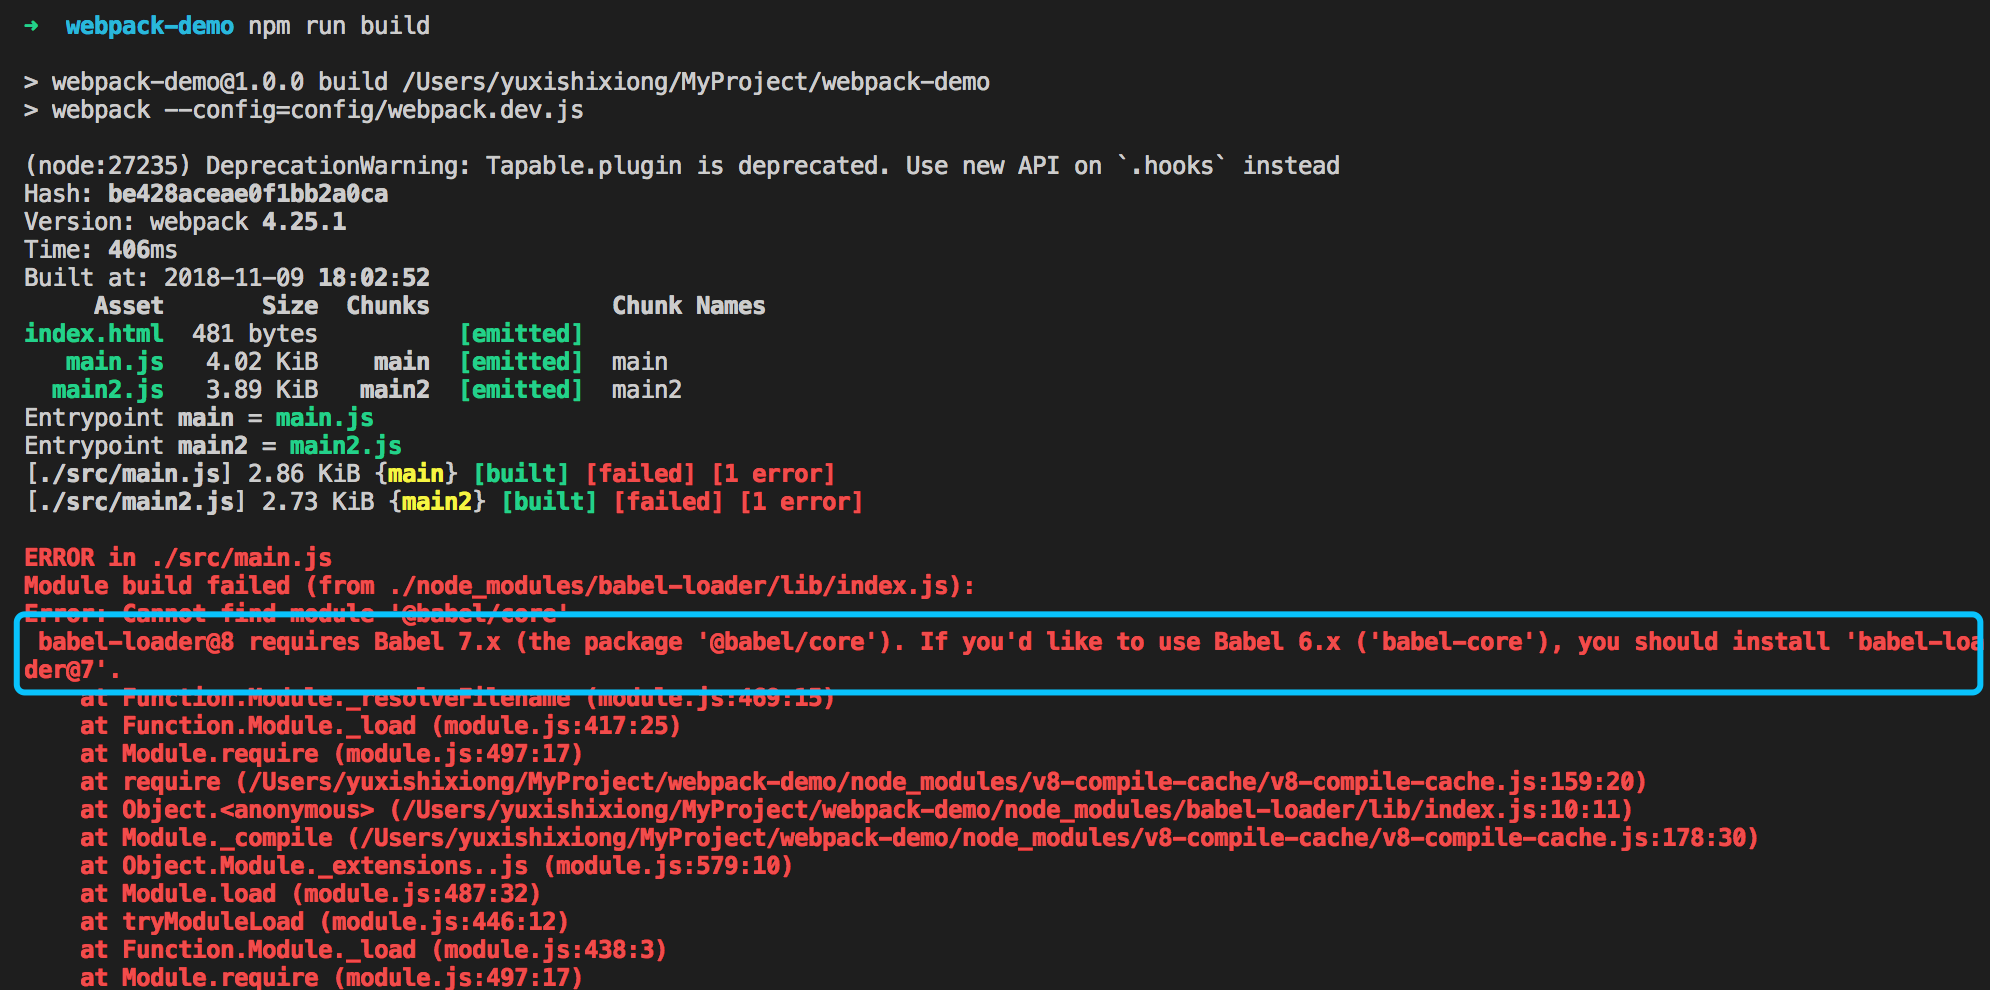 ➜  webpack-demo npm run build
> webpack-demo@1.0.0 build /Users/yuxishixiong/MyProject/webpack-demo
> webpack --config=config/webpack.dev.js
(node:27235) DeprecationWarning: Tapable.plugin is deprecated. Use new API on `.hooks` instead
Hash: be428aceae0f1bb2a0ca
Version: webpack 4.25.1
Time: 406ms
Built at: 2018-11-09 18:02:52
Asset Size Chunks Chunk Names
index.html 481 bytes [emitted]
main.js 4.02 KiB main [emitted] main
main2.js 3.89 KiB main2 [emitted] main2
Entrypoint main = main.js
Entrypoint main2 = main2.js
[./src/main.js] 2.86 KiB {main} [built] [failed] [1 error]
[./src/main2.js] 2.73 KiB {main2} [built] [failed] [1 error]
ERROR in ./src/main.js
Module build failed (from ./node_modules/babel-loader/lib/index.js):
Error: Cannot find module '@babel/core'
babel-loader@8 requires Babel 7.x (the package '@babel/core'). If you'd like to use Babel 6.x ('babel-core'), you should install 'babel-loa
der@7'.
at Function.Module._resolveFilename (module.js:469:15)
at Function.Module._load (module.js:417:25)
at Module.require (module.js:497:17)
at require (/Users/yuxishixiong/MyProject/webpack-demo/node_modules/v8-compile-cache/v8-compile-cache.js:159:20)
at Object.<anonymous> (/Users/yuxishixiong/MyProject/webpack-demo/node_modules/babel-loader/lib/index.js:10:11)
at Module._compile (/Users/yuxishixiong/MyProject/webpack-demo/node_modules/v8-compile-cache/v8-compile-cache.js:178:30)
at Object.Module._extensions..js (module.js:579:10)
at Module.load (module.js:487:32)
at tryModuleLoad (module.js:446:12)
at Function.Module._load (module.js:438:3)
at Module.require (module.js:497:17)